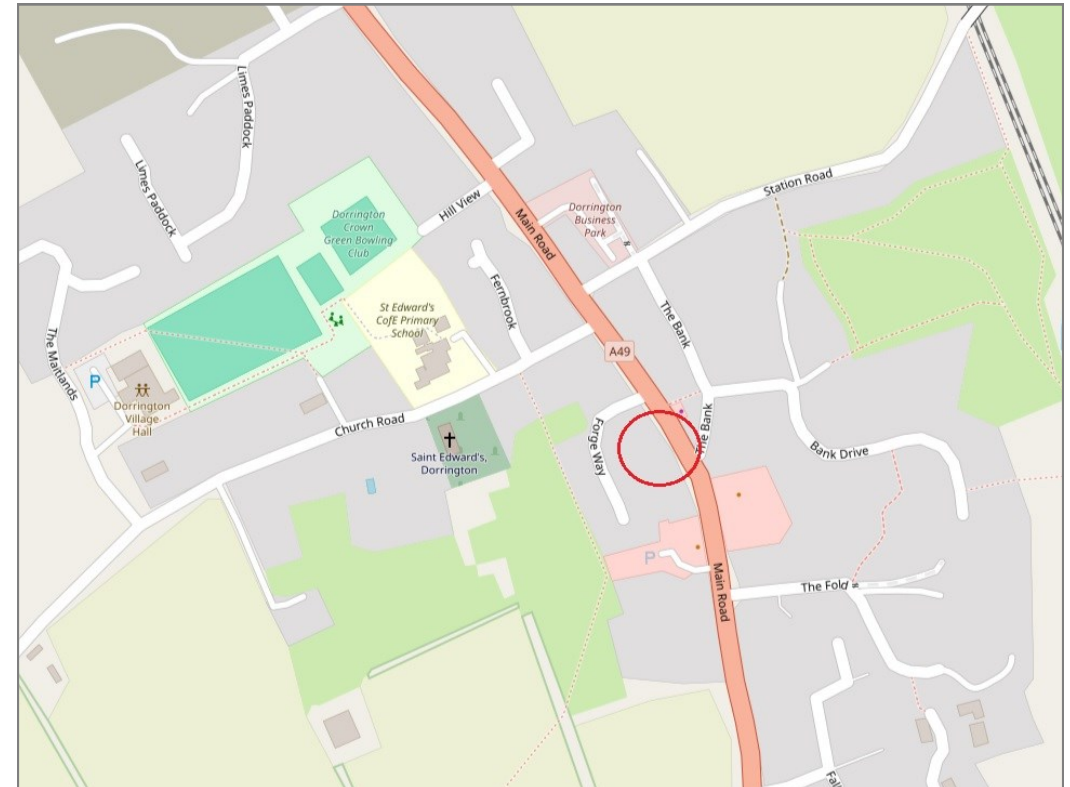 Limes Paddock
Limes Paddock
Dorrington
Crown
Green Bowling
Club
Hill View
Main Road
Dorrington
Business
Park
Station Road
St Edward's
CofE Primary
School
Fernbrook
The Bank
A49
The Maitlands
P
Dorrington
Village
Hall
Church Road
Saint Edward's,
Dorrington
Forge Way
The Bank
Bank Drive
P
Main Road
The Fold